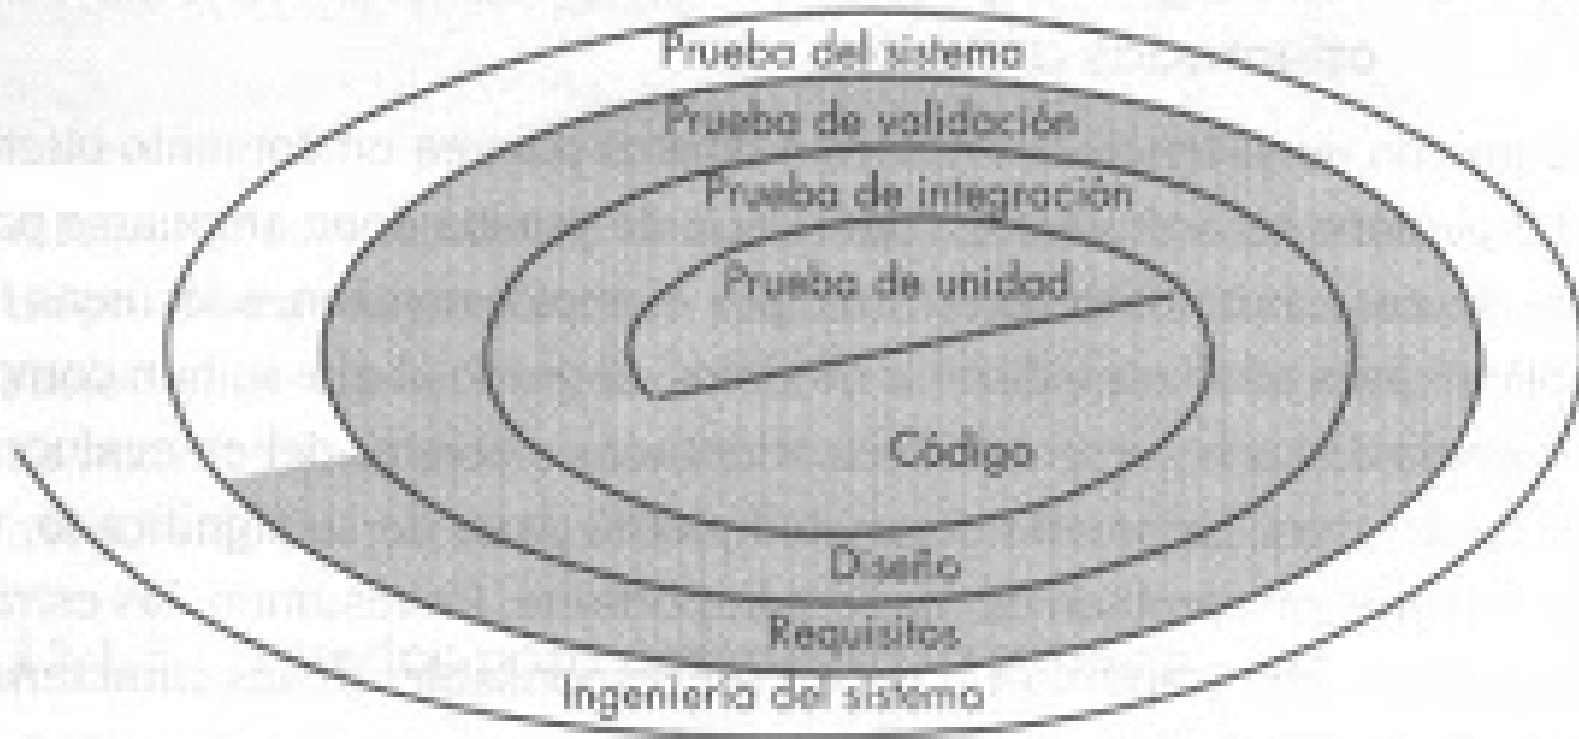 Prueba del sistema
Prueba de validación
Prueba de integración
Prueba de unidad
Código
Diseño
Requisitos
Ingeniería del sistema